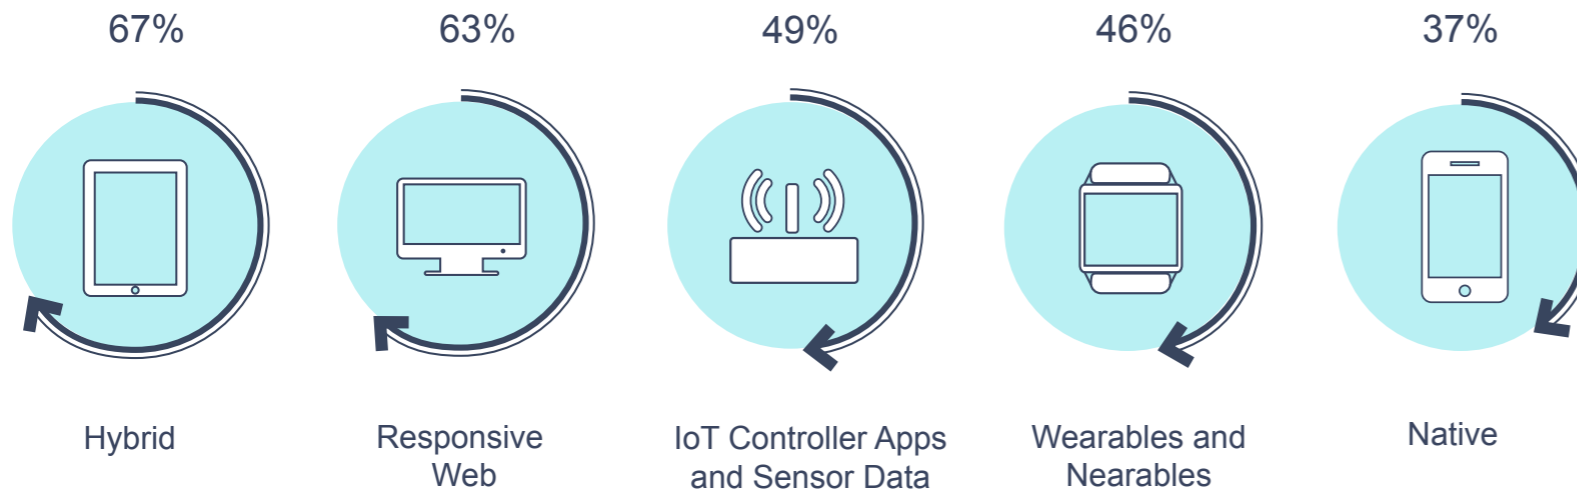 67%
63%
49%
46%
37%
Hybrid
Responsive
Web
IoT Controller Apps
and Sensor Data
Wearables and
Nearables
Native